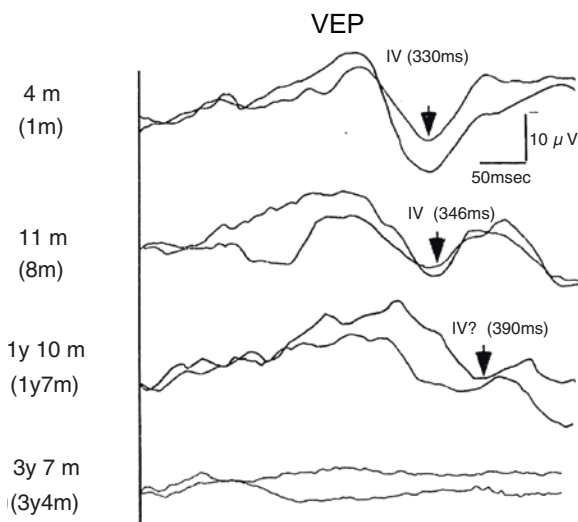 VEP
4 m
(1m)
IV (330ms)
10 µV
50msec
11 m
(8m)
IV (346ms)
1y 10 m
(1y7m)
IV? (390ms)
3y 7 m
(3y4m)